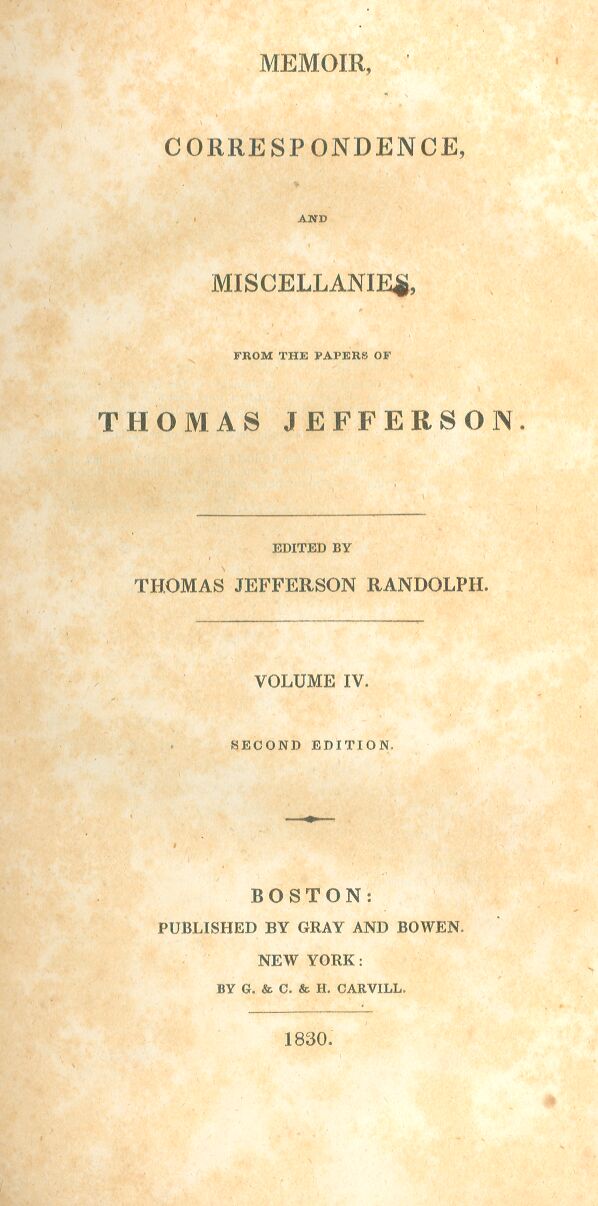 MEMOIR,
CORRESPONDENCE,
AND
MISCELLANIES,
FROM THE PAPERS OF
THOMAS JEFFERSON.
EDITED BY
THOMAS JEFFERSON RANDOLPH.
VOLUME IV.
SECOND EDITION.
BOSTON:
PUBLISHED BY GRAY AND BOWEN.
NEW YORK:
BY G. & C. & H. CARVILL.
1830.